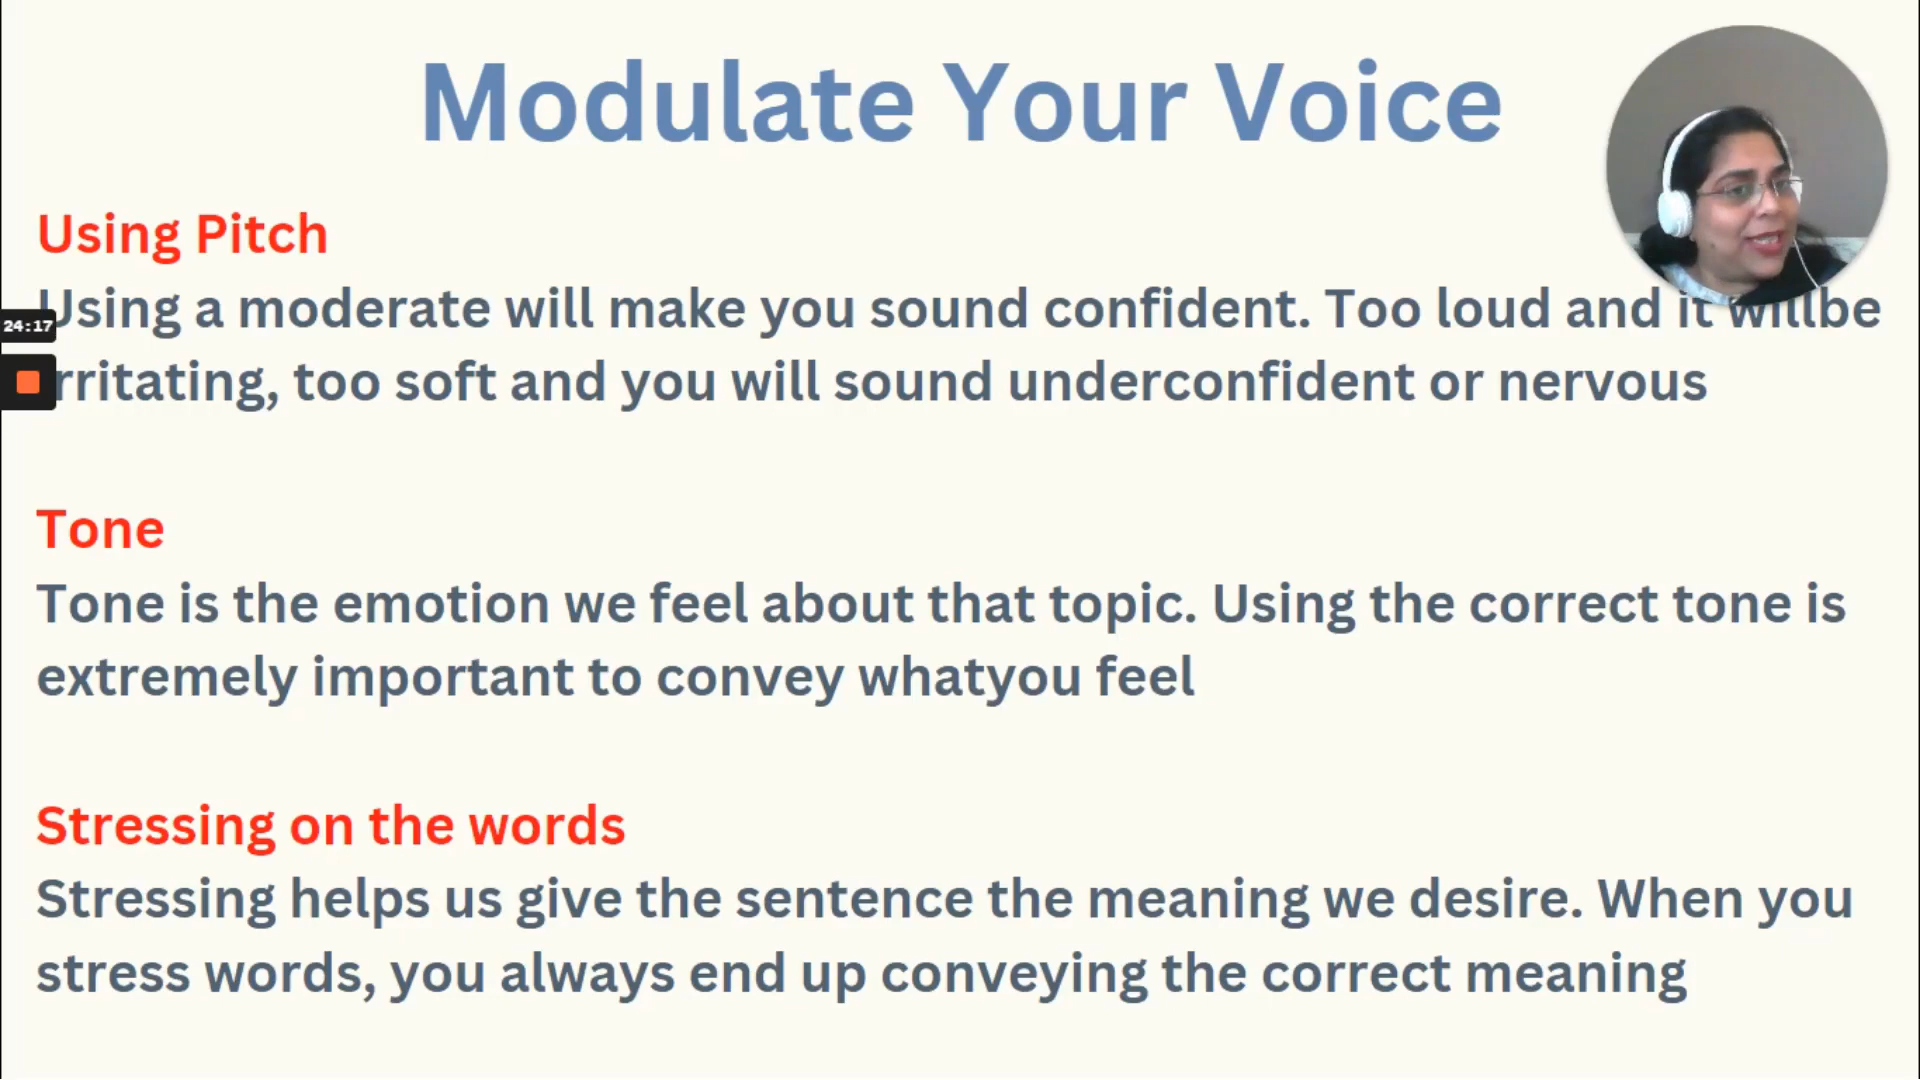 Modulate Your Voice
Using Pitch
Using a moderate will make you sound confident. Too loud and it willbe
24:17
irritating, too soft and you will sound underconfident or nervous
Tone
Tone is the emotion we feel about that topic. Using the correct tone is
extremely important to convey whatyou feel
Stressing on the words
Stressing helps us give the sentence the meaning we desire. When you
stress words, you always end up conveying the correct meaning